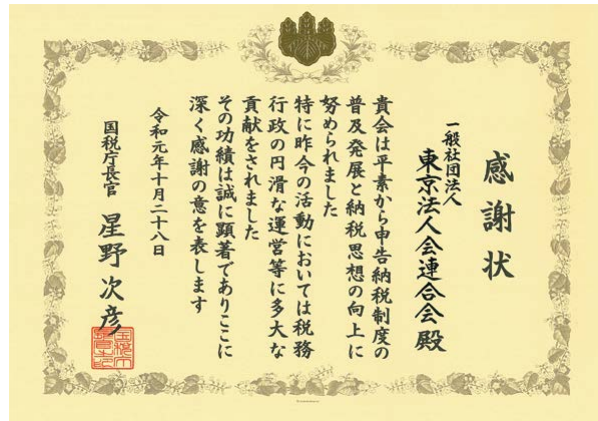 感謝状
一般社団法人
東京法人会連合会殿
貴会は平素から申告納税制度の
普及発展と納税思想の向上に
努められました
特に昨今の活動においては税務
行政の円滑な運営等に多大な
貢献をされました
その功績は誠に顕著でありここに
深く感謝の意を表します
令和元年十月二十八日
国税庁長官 星野次彦